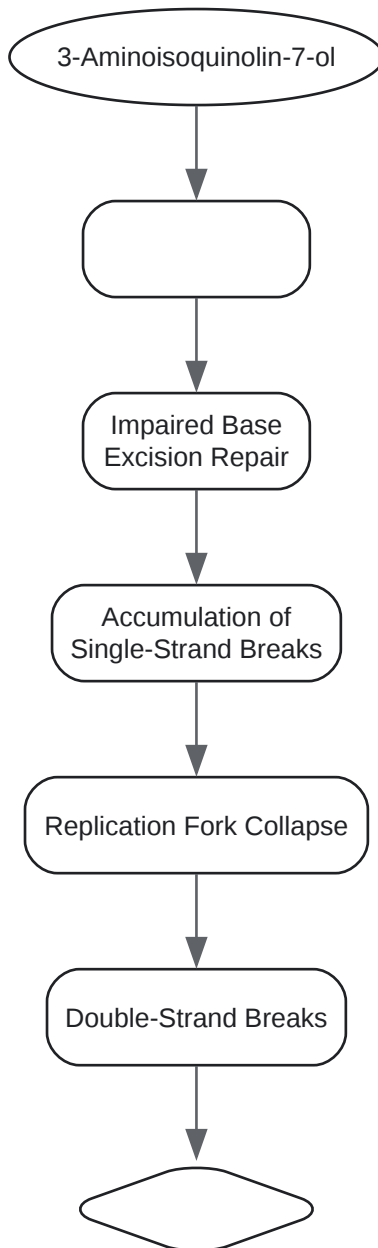 3-Aminoisoquinolin-7-ol
Impaired Base
Excision Repair
Accumulation of
Single-Strand Breaks
Replication Fork Collapse
Double-Strand Breaks